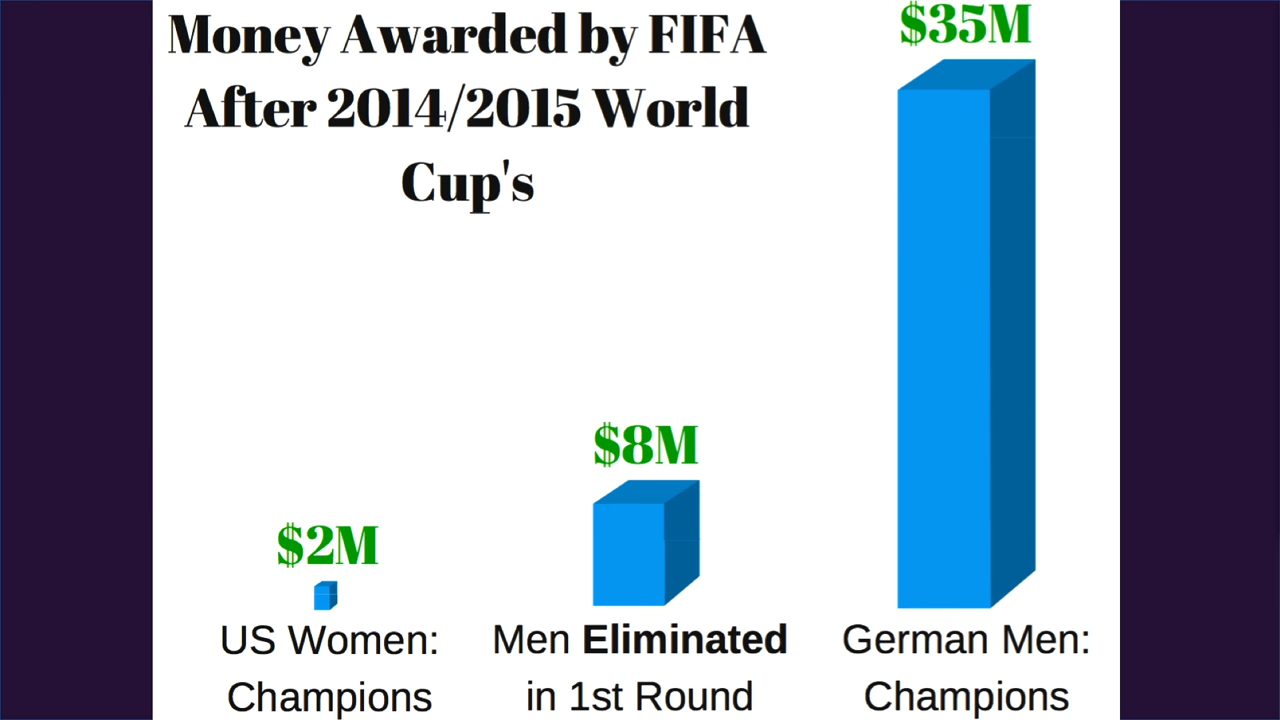 Money Awarded by FIFA
After 2014/2015 World
Cup's
$35M
$8M
$2M
US Women:
Champions
Men Eliminated
in 1st Round
German Men:
Champions